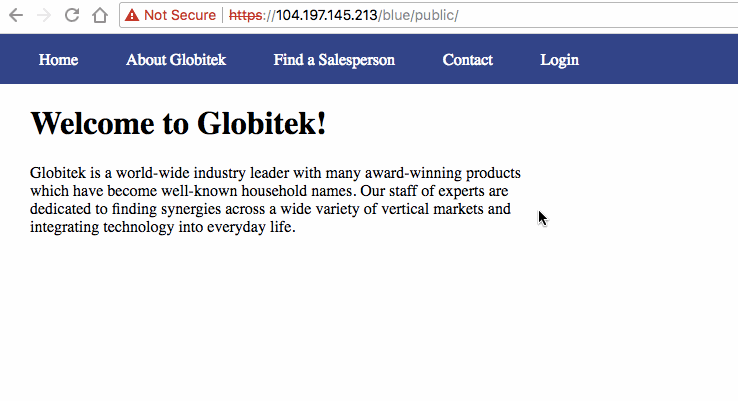 Not Secure | https://104.197.145.213/blue/public/
Home About Globitek Find a Salesperson Contact Login
Welcome to Globitek!
Globitek is a world-wide industry leader with many award-winning products
which have become well-known household names. Our staff of experts are
dedicated to finding synergies across a wide variety of vertical markets and
integrating technology into everyday life.